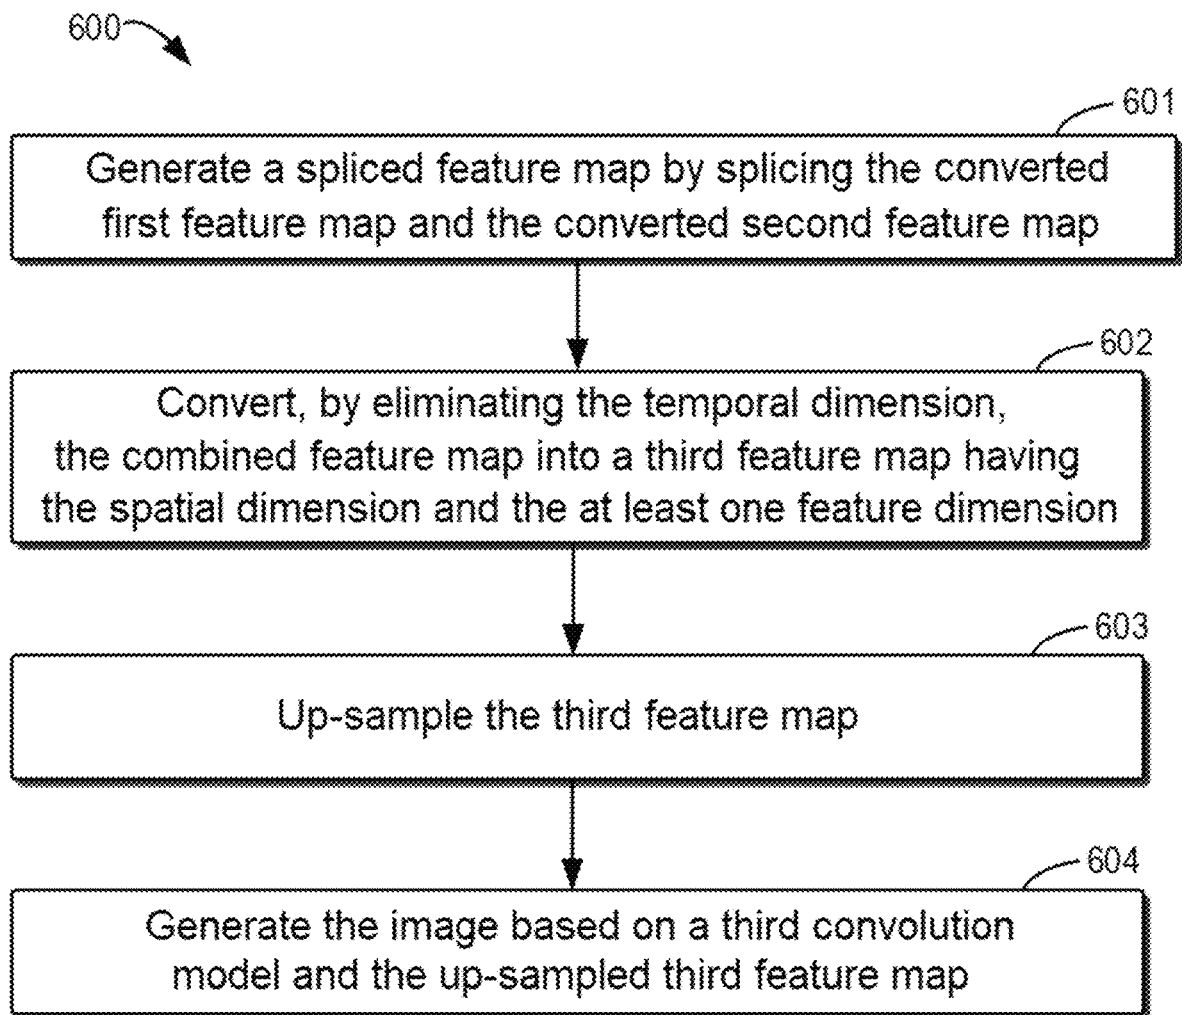 600
601
Generate a spliced feature map by splicing the converted
first feature map and the converted second feature map
602
Convert, by eliminating the temporal dimension,
the combined feature map into a third feature map having
the spatial dimension and the at least one feature dimension
603
Up-sample the third feature map
604
Generate the image based on a third convolution
model and the up-sampled third feature map